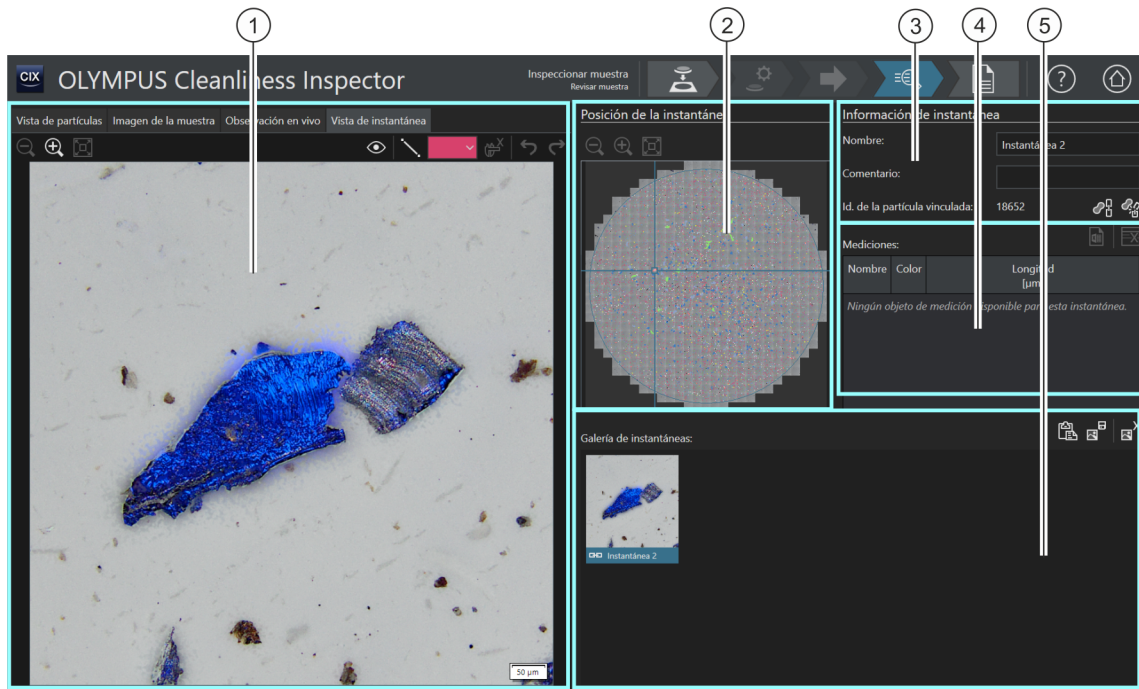 1
2
3
4
5
CIX
OLYMPUS Cleanliness Inspector
Inspeccionar muestra
Revisar muestra
?
Vista de partículas
Imagen de la muestra
Observación en vivo
Vista de instantánea
Posición de la instantánea
Información de instantánea
Nombre:
Instantánea 2
Comentario:
Id. de la partícula vinculada:
18652
Mediciones:
Nombre
Color
Longitud
[µm]
Ningún objeto de medición disponible para esta instantánea.
Galería de instantáneas:
Instantánea 2
50 µm